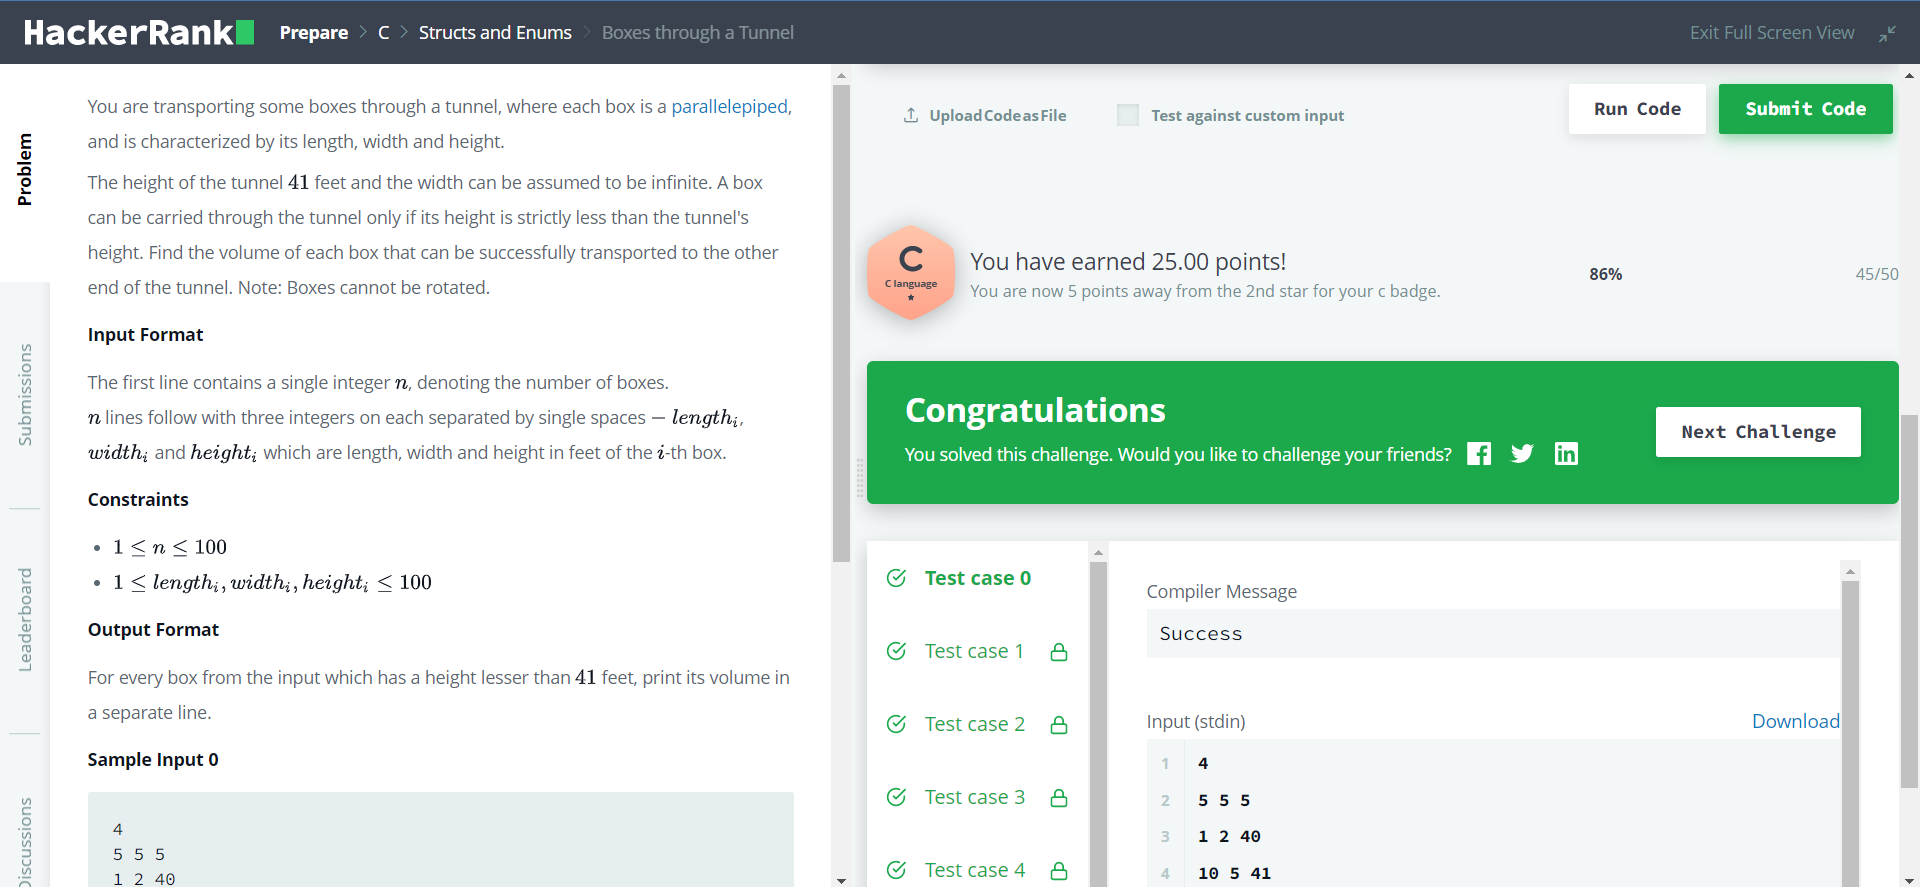 HackerRank
Prepare > C > Structs and Enums > Boxes through a Tunnel
Exit Full Screen View
Problem
Submissions
Leaderboard
Discussions
You are transporting some boxes through a tunnel, where each box is a parallelepiped,
and is characterized by its length, width and height.
The height of the tunnel 41 feet and the width can be assumed to be infinite. A box
can be carried through the tunnel only if its height is strictly less than the tunnel's
height. Find the volume of each box that can be successfully transported to the other
end of the tunnel. Note: Boxes cannot be rotated.
Input Format
The first line contains a single integer n, denoting the number of boxes.
n lines follow with three integers on each separated by single spaces – lengthᵢ,
widthᵢ and heightᵢ which are length, width and height in feet of the i-th box.
Constraints
• 1 ≤ n ≤ 100
• 1 ≤ lengthᵢ, widthᵢ, heightᵢ ≤ 100
Output Format
For every box from the input which has a height lesser than 41 feet, print its volume in
a separate line.
Sample Input 0
4
5 5 5
1 2 40
Upload Code as File
Test against custom input
Run Code
Submit Code
C
C language
You have earned 25.00 points!
You are now 5 points away from the 2nd star for your c badge.
86%
45/50
Congratulations
You solved this challenge. Would you like to challenge your friends?
Next Challenge
Test case 0
Test case 1
Test case 2
Test case 3
Test case 4
Compiler Message
Success
Input (stdin)
Download
1 4
2 5 5 5
3 1 2 40
4 10 5 41